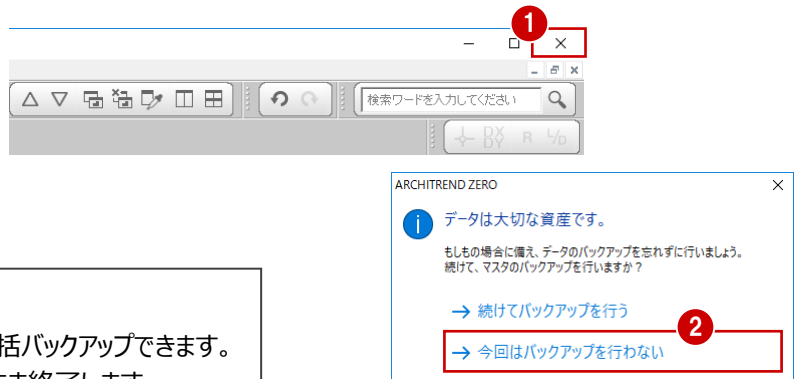 1
検索ワードを入力してください
DX
DY
R
L/D
ARCHITREND ZERO
データは大切な資産です。
もしもの場合に備え、データのバックアップを忘れずに行いましょう。
続けて、マスタのバックアップを行いますか？
→ 続けてバックアップを行う
2
→ 今回はバックアップを行わない
括バックアップできます。